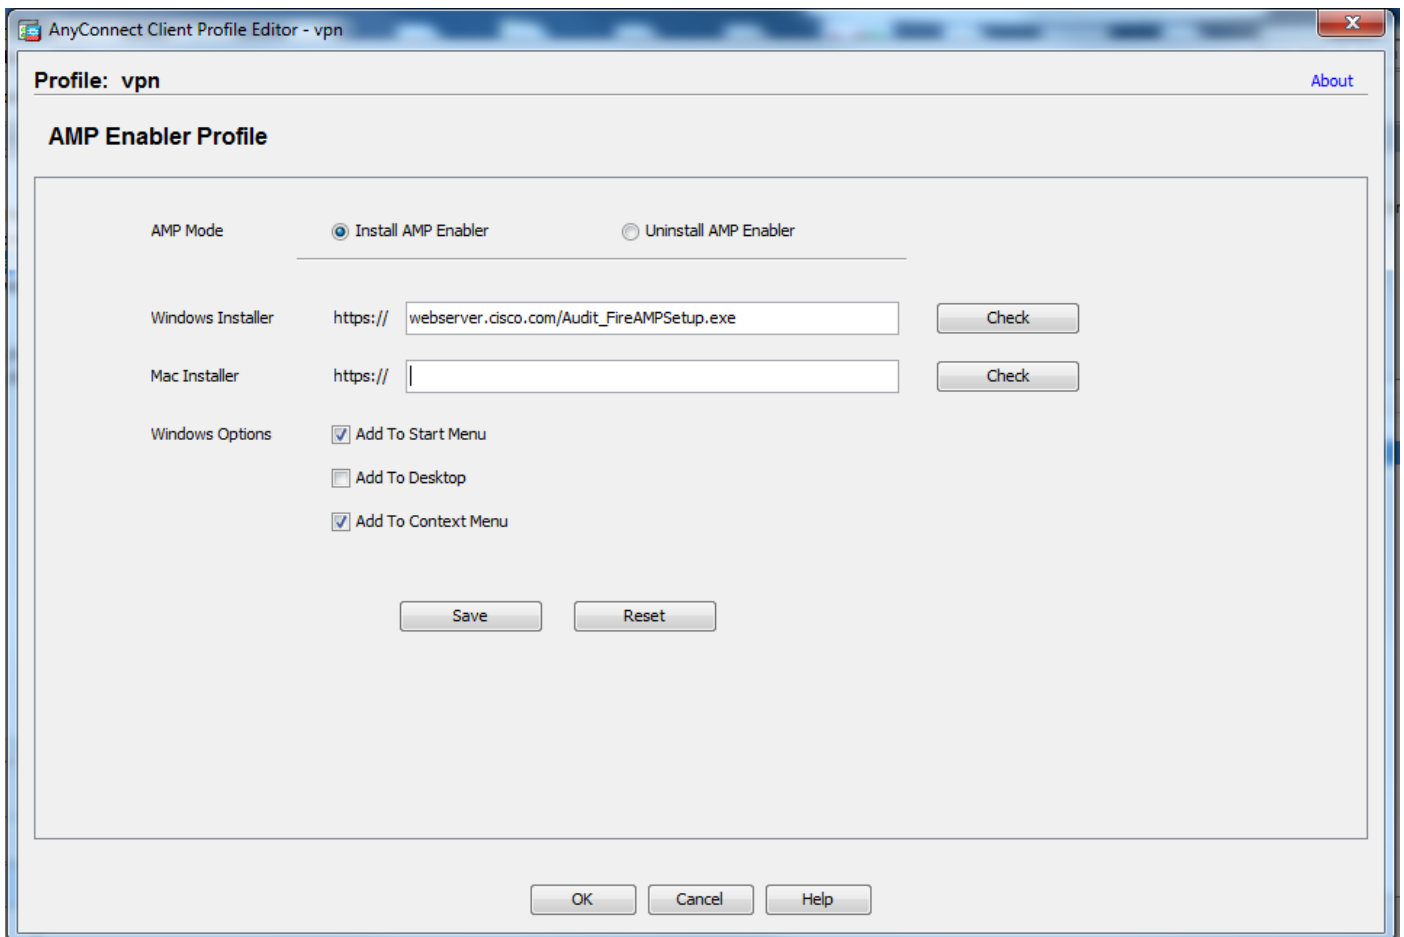 AnyConnect Client Profile Editor - vpn
X
Profile: vpn
About
AMP Enabler Profile
AMP Mode
Install AMP Enabler
Uninstall AMP Enabler
Windows Installer
https://
webserver.cisco.com/Audit_FireAMPSetup.exe
Check
Mac Installer
https://
Check
Windows Options
Add To Start Menu
Add To Desktop
Add To Context Menu
Save
Reset
OK
Cancel
Help